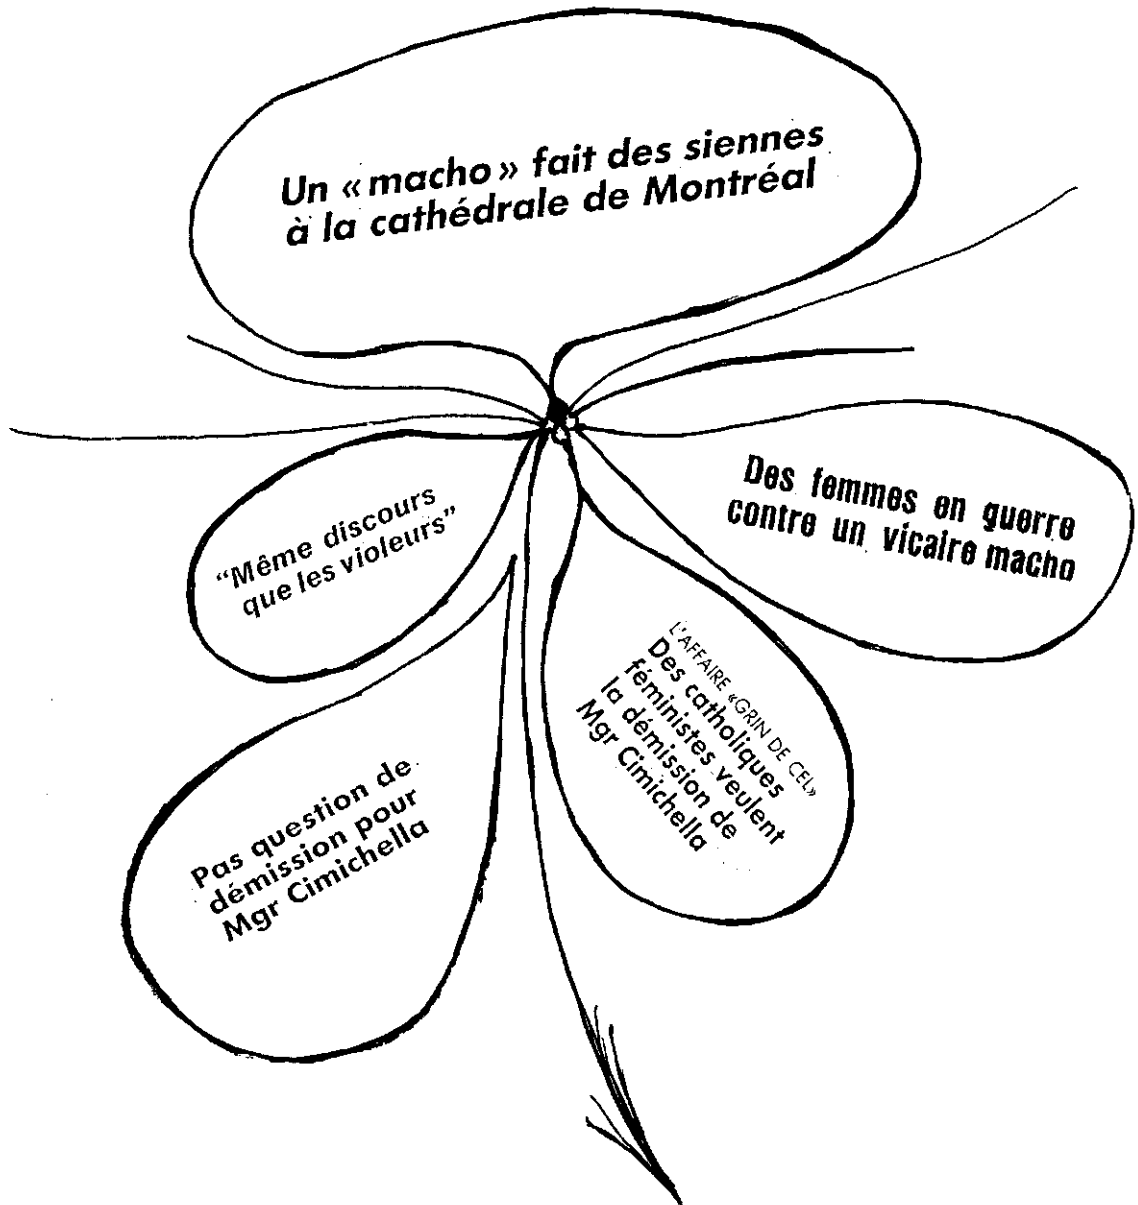 Un « macho » fait des siennes
à la cathédrale de Montréal
"Même discours
que les violeurs"
Des femmes en guerre
contre un vicaire macho
L'AFFAIRE «GRIN DE CEL»
Des catholiques
féministes veulent
la démission de
Mgr Cimichella
Pas question de
démission pour
Mgr Cimichella